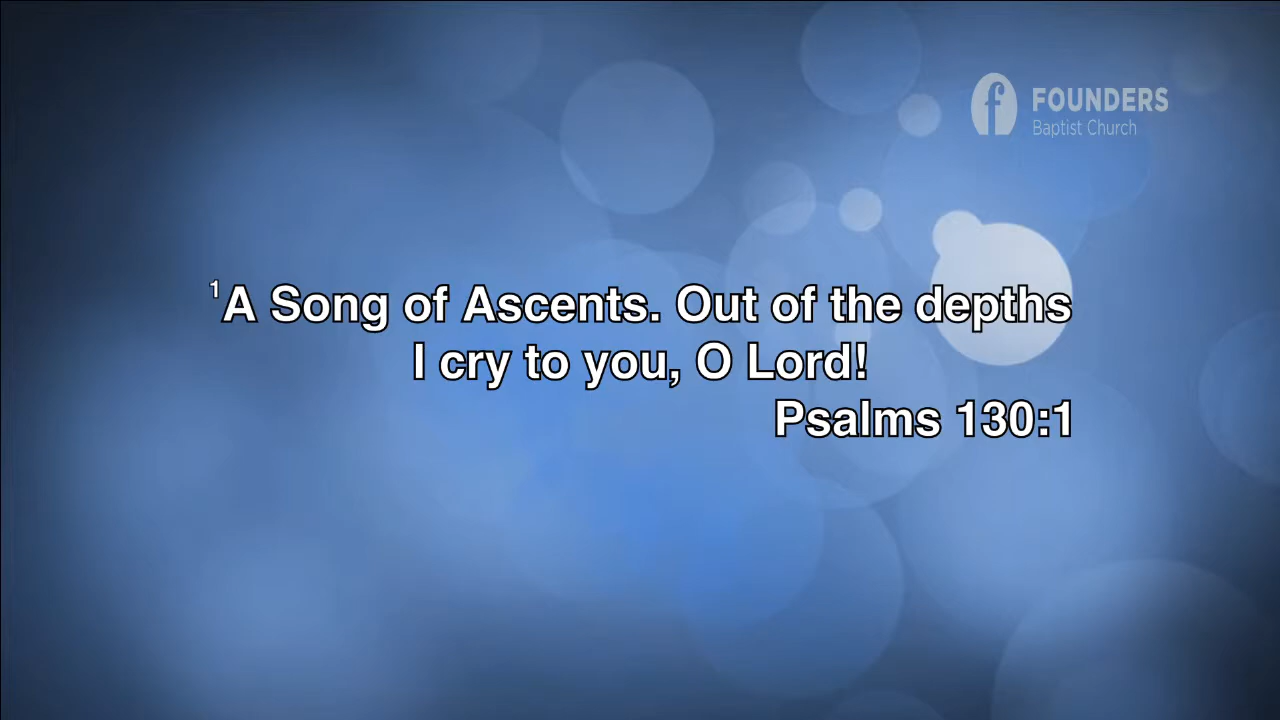 FOUNDERS
Baptist Church
1A Song of Ascents. Out of the depths
I cry to you, O Lord!
Psalms 130:1